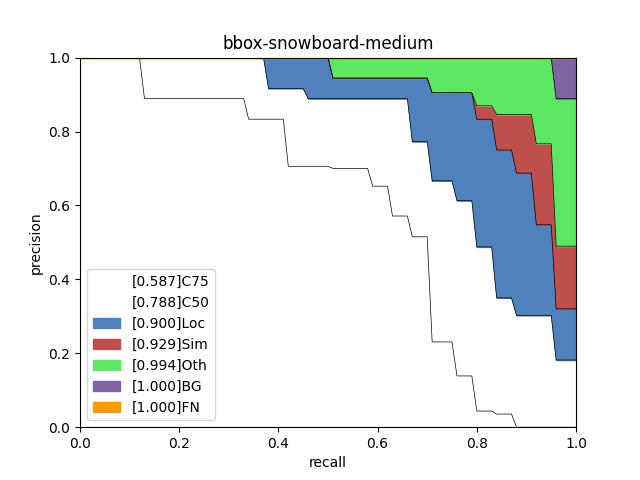 bbox-snowboard-medium
1.0
0.8
0.6
0.4
0.2
0.0
precision
[0.587]C75
[0.788]C50
[0.900]Loc
[0.929]Sim
[0.994]Oth
[1.000]BG
[1.000]FN
0.0 0.2 0.4 0.6 0.8 1.0
recall